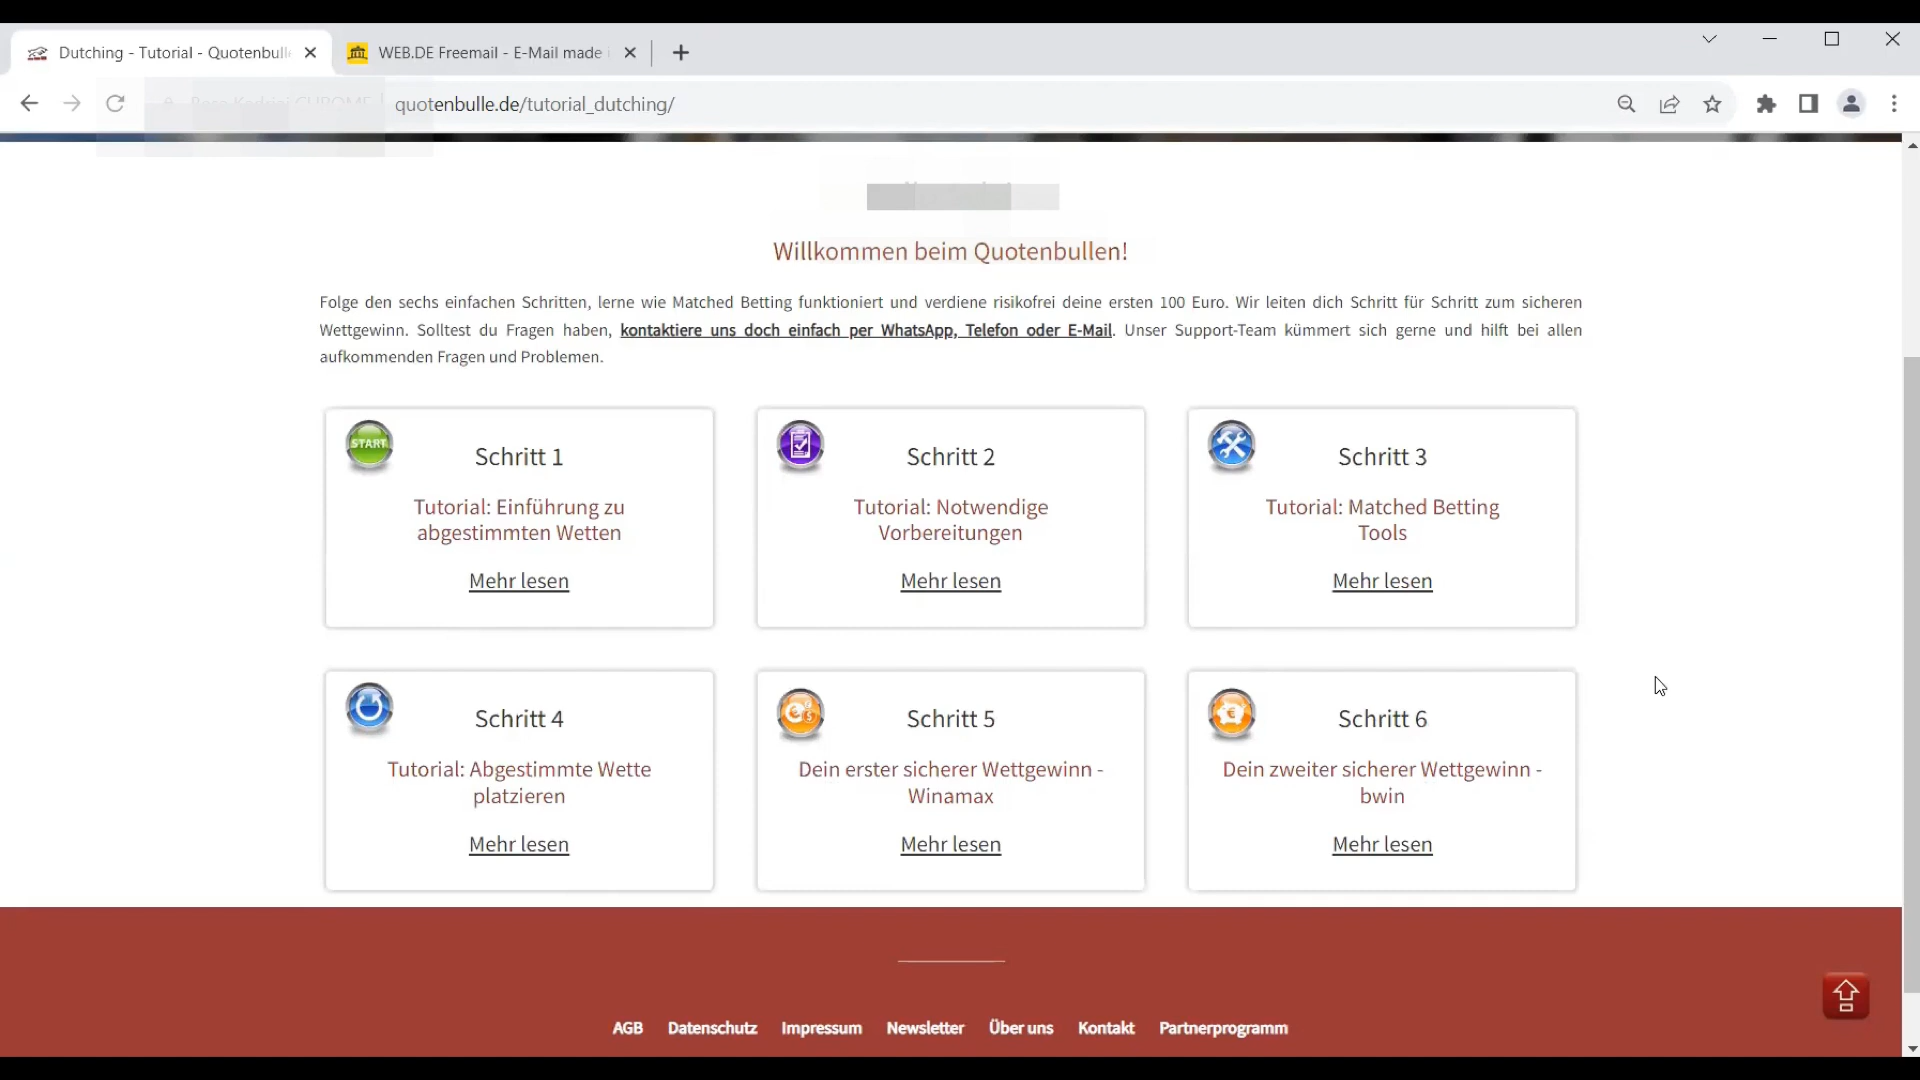 Dutching - Tutorial - Quotenbull
WEB.DE Freemail - E-Mail made
quotenbulle.de/tutorial_dutching/
Willkommen beim Quotenbullen!
Folge den sechs einfachen Schritten, lerne wie Matched Betting funktioniert und verdiene risikofrei deine ersten 100 Euro. Wir leiten dich Schritt für Schritt zum sicheren
Wettgewinn. Solltest du Fragen haben, kontaktiere uns doch einfach per WhatsApp, Telefon oder E-Mail. Unser Support-Team kümmert sich gerne und hilft bei allen
aufkommenden Fragen und Problemen.
START
Schritt 1
Tutorial: Einführung zu
abgestimmten Wetten
Mehr lesen
Schritt 2
Tutorial: Notwendige
Vorbereitungen
Mehr lesen
Schritt 3
Tutorial: Matched Betting
Tools
Mehr lesen
Schritt 4
Tutorial: Abgestimmte Wette
platzieren
Mehr lesen
Schritt 5
Dein erster sicherer Wettgewinn -
Winamax
Mehr lesen
Schritt 6
Dein zweiter sicherer Wettgewinn -
bwin
Mehr lesen
AGB Datenschutz Impressum Newsletter Über uns Kontakt Partnerprogramm